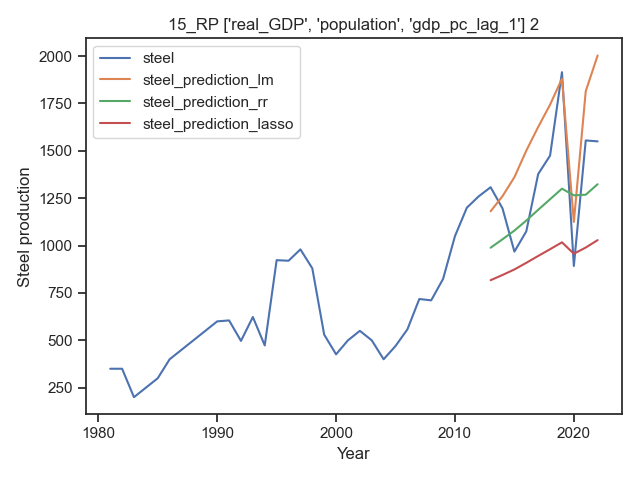 15_RP ['real_GDP', 'population', 'gdp_pc_lag_1'] 2
steel
steel_prediction_lm
steel_prediction_rr
steel_prediction_lasso
Steel production
2000
1750
1500
1250
1000
750
500
250
1980
1990
2000
2010
2020
Year